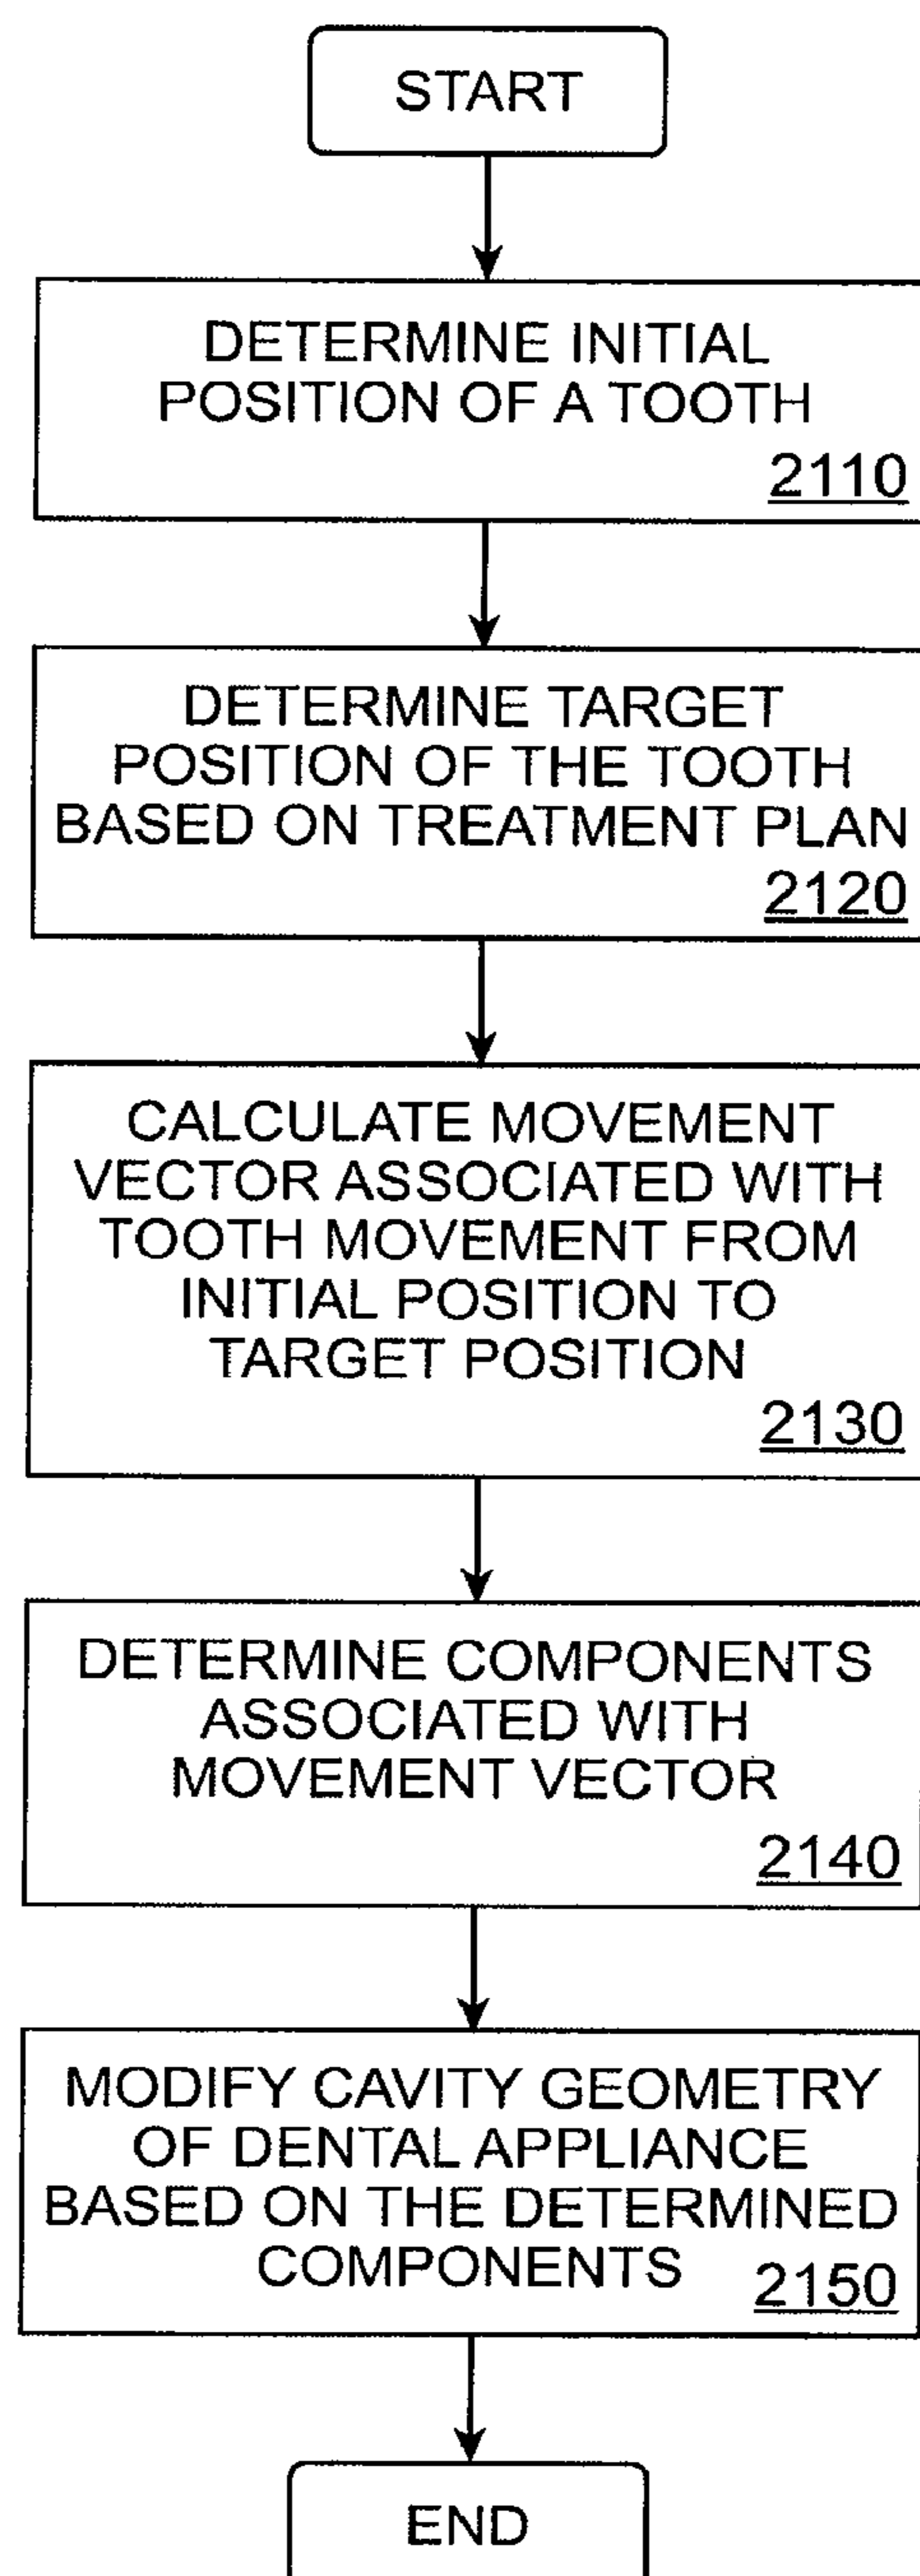 START
DETERMINE INITIAL
POSITION OF A TOOTH
2110
DETERMINE TARGET
POSITION OF THE TOOTH
BASED ON TREATMENT PLAN
2120
CALCULATE MOVEMENT
VECTOR ASSOCIATED WITH
TOOTH MOVEMENT FROM
INITIAL POSITION TO
TARGET POSITION
2130
DETERMINE COMPONENTS
ASSOCIATED WITH
MOVEMENT VECTOR
2140
MODIFY CAVITY GEOMETRY
OF DENTAL APPLIANCE
BASED ON THE DETERMINED
COMPONENTS 2150
END